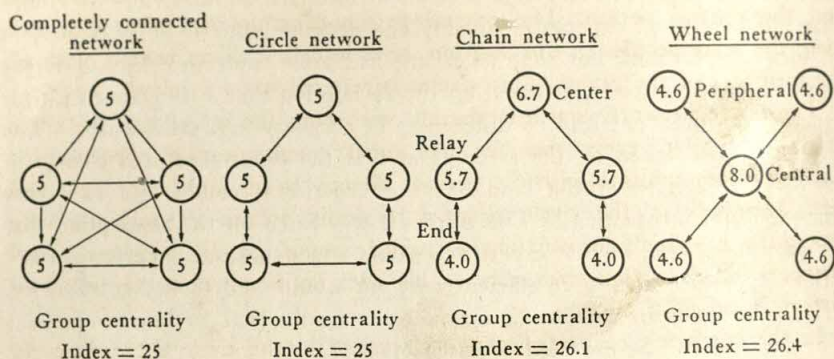 Completely connected
network
5
5
5
5
5
Group centrality
Index = 25
Circle network
5
5
5
5
5
Group centrality
Index = 25
Chain network
6.7 Center
Relay
5.7
5.7
End
4.0
4.0
Group centrality
Index = 26.1
Wheel network
4.6 Peripheral 4.6
8.0 Central
4.6
4.6
Group centrality
Index = 26.4